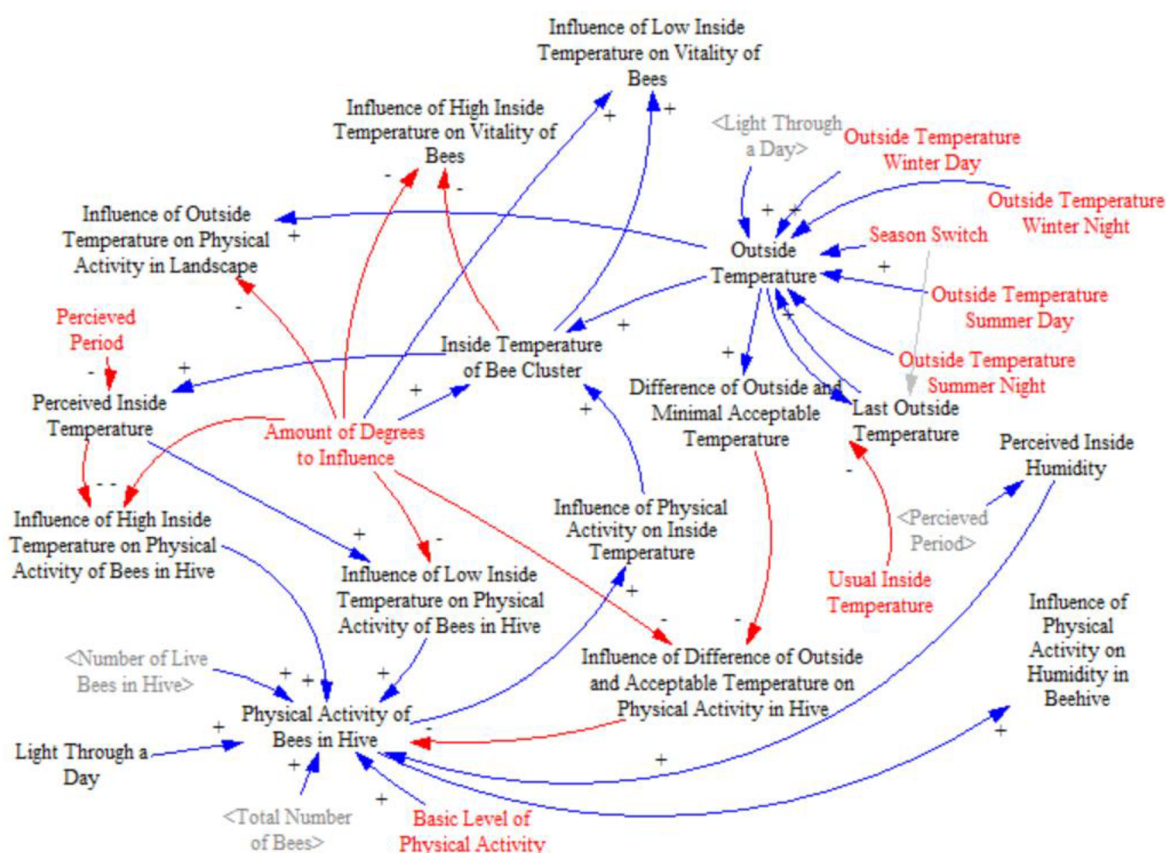 Influence of Low Inside
Temperature on Vitality of
Bees
Influence of High Inside
Temperature on Vitality of
Bees
<Light Through
a Day>
Outside Temperature
Winter Day
Outside Temperature
Winter Night
Influence of Outside
Temperature on Physical
Activity in Landscape
Season Switch
Outside
Temperature
Outside Temperature
Summer Day
Percieved
Period
Inside Temperature
of Bee Cluster
Outside Temperature
Summer Night
Perceived Inside
Temperature
Amount of Degrees
to Influence
Difference of Outside and
Minimal Acceptable
Temperature
Last Outside
Temperature
Perceived Inside
Humidity
Influence of High Inside
Temperature on Physical
Activity of Bees in Hive
Influence of Physical
Activity on Inside
Temperature
<Percieved
Period>
Influence of Low Inside
Temperature on Physical
Activity of Bees in Hive
Usual Inside
Temperature
Influence of
Physical
Activity on
Humidity in
Beehive
<Number of Live
Bees in Hive>
Influence of Difference of Outside
and Acceptable Temperature on
Physical Activity in Hive
Physical Activity of
Bees in Hive
Light Through a
Day
<Total Number
of Bees>
Basic Level of
Physical Activity